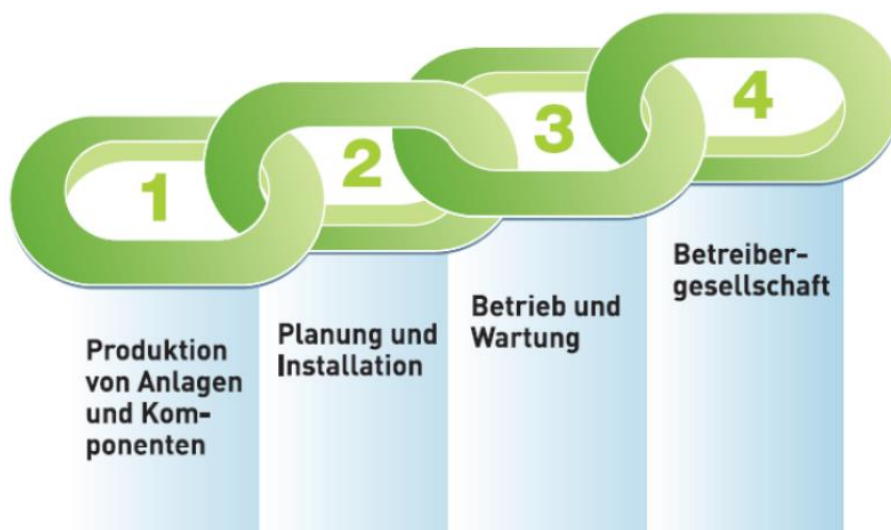 1
2
3
4
Produktion
von Anlagen
und Kom-
ponenten
Planung und
Installation
Betrieb und
Wartung
Betreiber-
gesellschaft